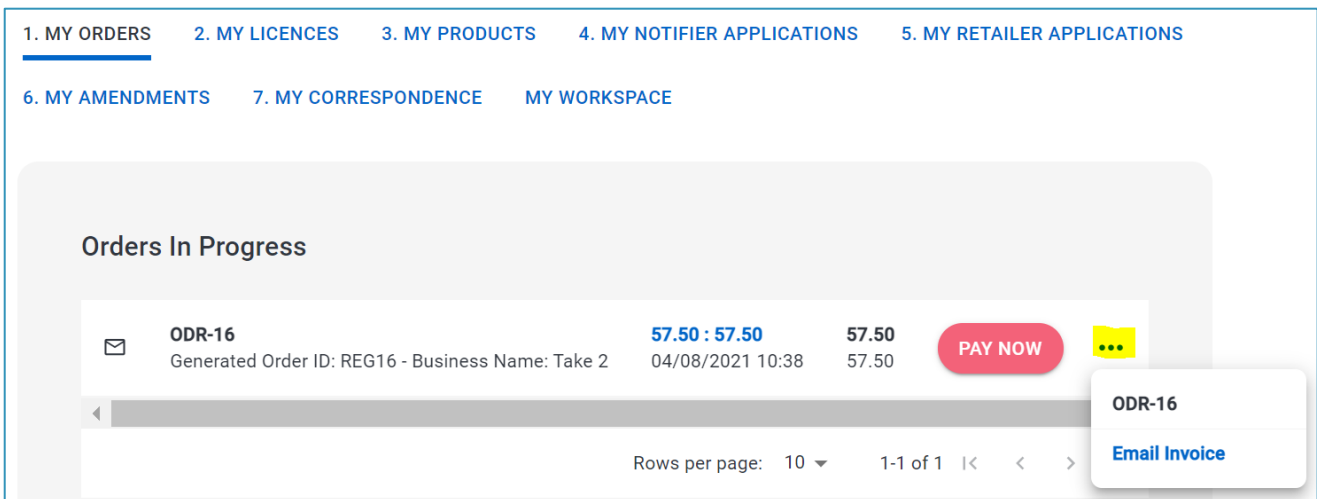 1. MY ORDERS 2. MY LICENCES 3. MY PRODUCTS 4. MY NOTIFIER APPLICATIONS 5. MY RETAILER APPLICATIONS
6. MY AMENDMENTS 7. MY CORRESPONDENCE MY WORKSPACE
Orders In Progress
ODR-16 57.50 : 57.50 57.50
Generated Order ID: REG16 - Business Name: Take 2 04/08/2021 10:38 57.50
PAY NOW
ODR-16
Email Invoice
Rows per page: 10 1-1 of 1